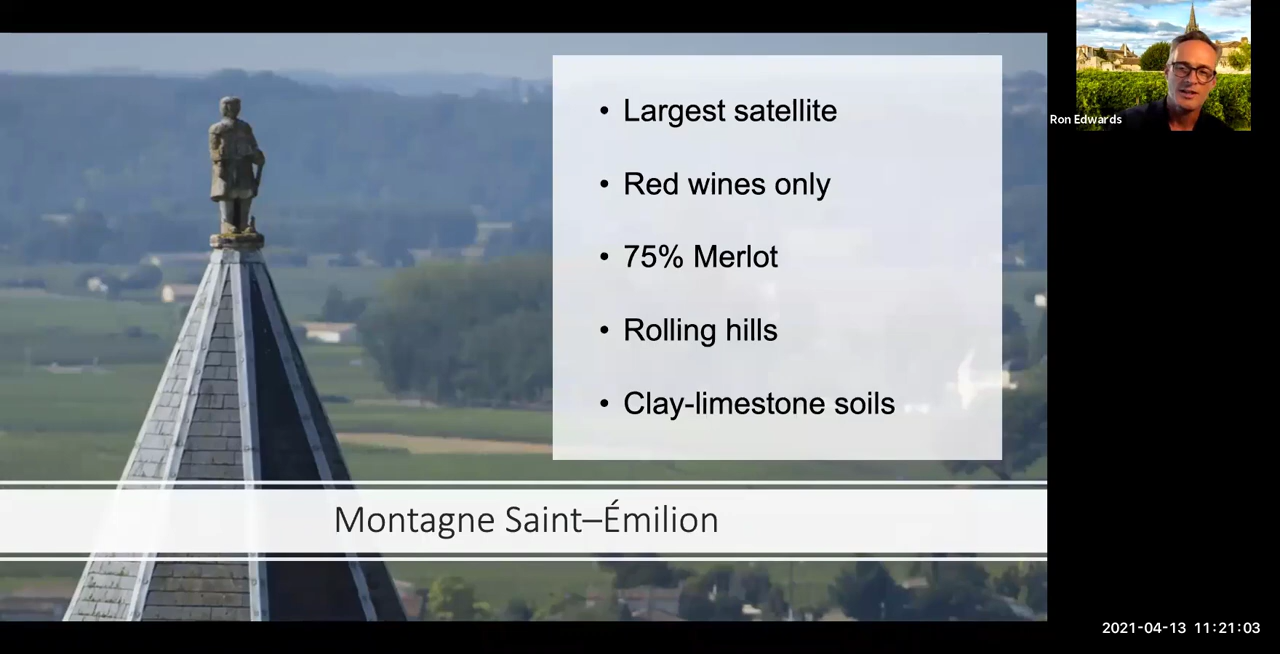 • Largest satellite
• Red wines only
• 75% Merlot
• Rolling hills
• Clay-limestone soils
Montagne Saint–Émilion
Ron Edwards
2021-04-13 11:21:03